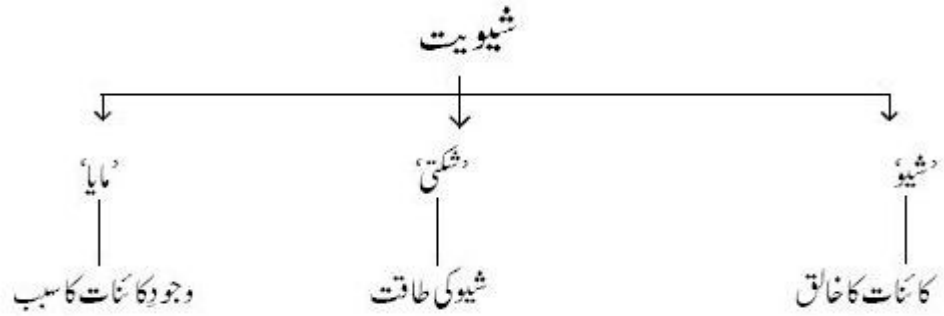 شیویت
’شیو‘ ’شکتی‘ ’مایا‘
کائنات کا خالق شیو کی طاقت وجودِ کائنات کا سبب